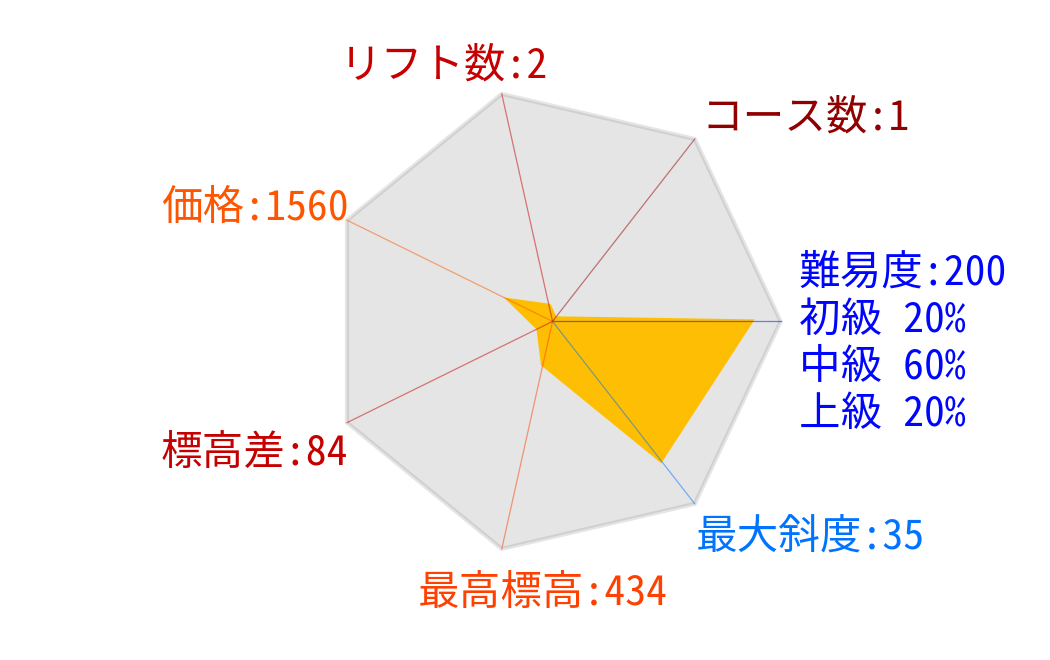 リフト数:2
コース数:1
価格:1560
難易度:200
初級 20%
中級 60%
上級 20%
標高差:84
最大斜度:35
最高標高:434